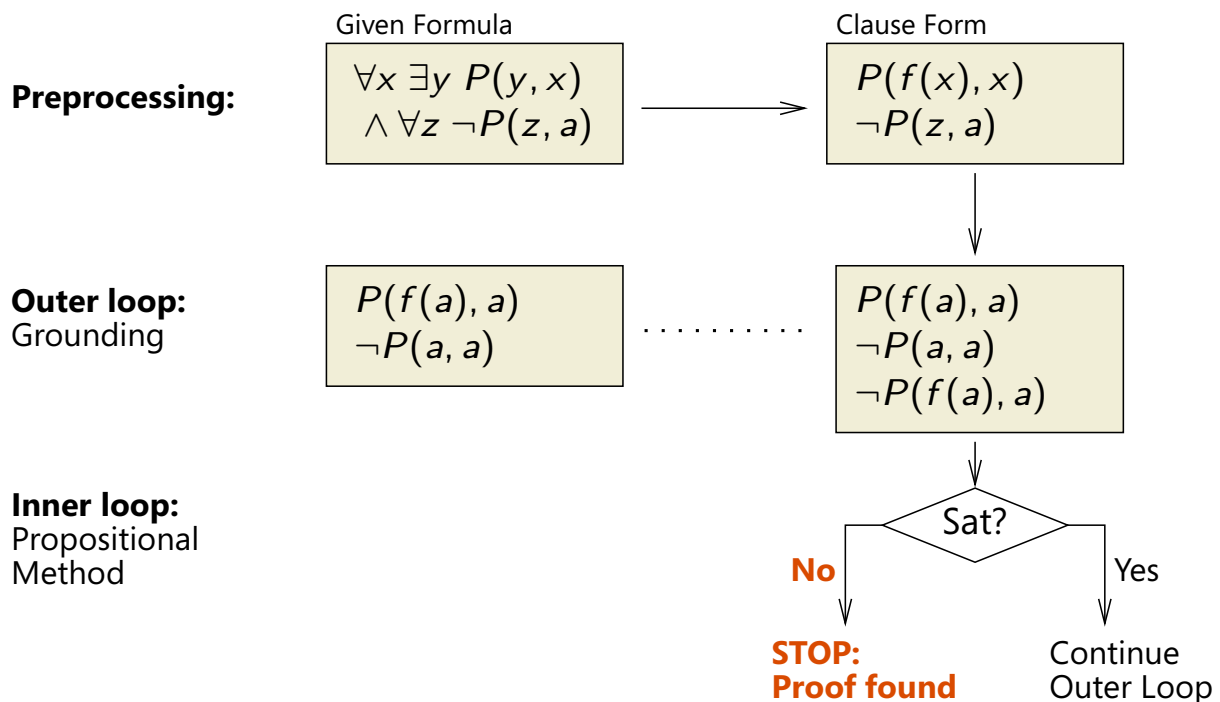 Given Formula
Clause Form
Preprocessing:
∀x ∃y P(y, x)
∧ ∀z ¬P(z, a)
P(f(x), x)
¬P(z, a)
Outer loop:
Grounding
P(f(a), a)
¬P(a, a)
. . . . . . . . . .
P(f(a), a)
¬P(a, a)
¬P(f(a), a)
Inner loop:
Propositional
Method
Sat?
No
Yes
STOP:
Proof found
Continue
Outer Loop